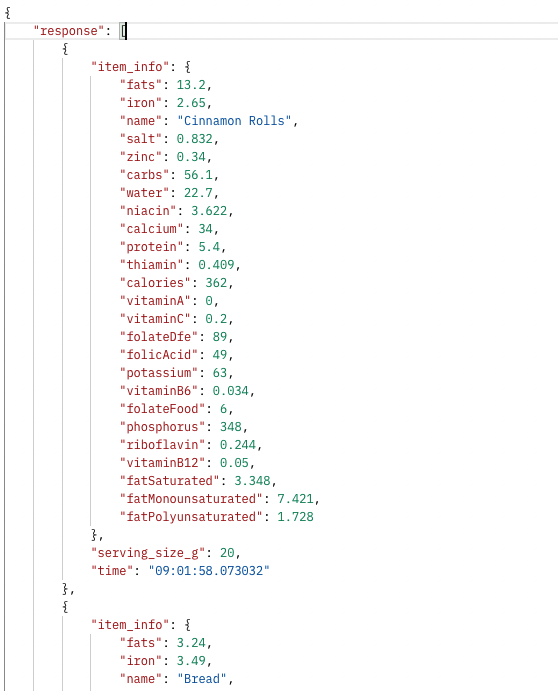 {
    "response": [
        {
            "item_info": {
                "fats": 13.2,
                "iron": 2.65,
                "name": "Cinnamon Rolls",
                "salt": 0.832,
                "zinc": 0.34,
                "carbs": 56.1,
                "water": 22.7,
                "niacin": 3.622,
                "calcium": 34,
                "protein": 5.4,
                "thiamin": 0.409,
                "calories": 362,
                "vitaminA": 0,
                "vitaminC": 0.2,
                "folateDfe": 89,
                "folicAcid": 49,
                "potassium": 63,
                "vitaminB6": 0.034,
                "folateFood": 6,
                "phosphorus": 348,
                "riboflavin": 0.244,
                "vitaminB12": 0.05,
                "fatSaturated": 3.348,
                "fatMonounsaturated": 7.421,
                "fatPolyunsaturated": 1.728
            },
            "serving_size_g": 20,
            "time": "09:01:58.073032"
        },
        {
            "item_info": {
                "fats": 3.24,
                "iron": 3.49,
                "name": "Bread",